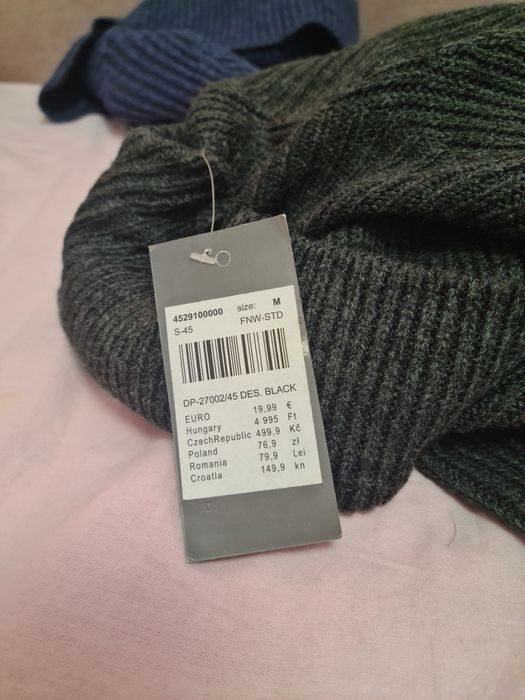 4529100000 size: M
S-45 FNW-STD
DP-27002/45 DES. BLACK
EURO 19,99 €
Hungary 4 995 Ft
CzechRepublic 499,9 Kč
Poland 76,9 zł
Romania 79,9 Lei
Croatia 149,9 kn